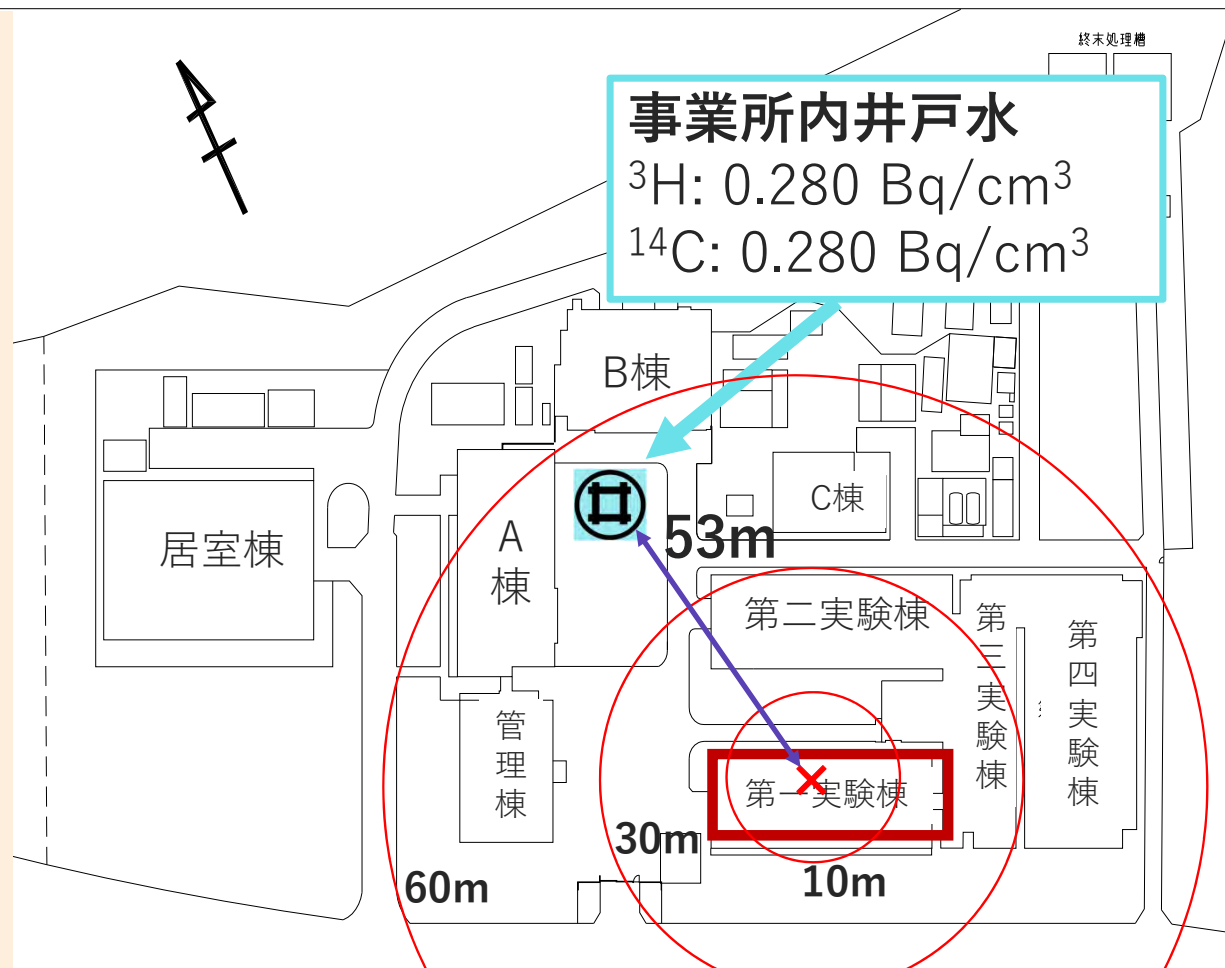 終末処理槽
事業所内井戸水
³H: 0.280 Bq/cm³
¹⁴C: 0.280 Bq/cm³
B棟
C棟
53m
居室棟
A棟
第二実験棟
第三実験棟
第四実験棟
管理棟
第一実験棟
30m
10m
60m